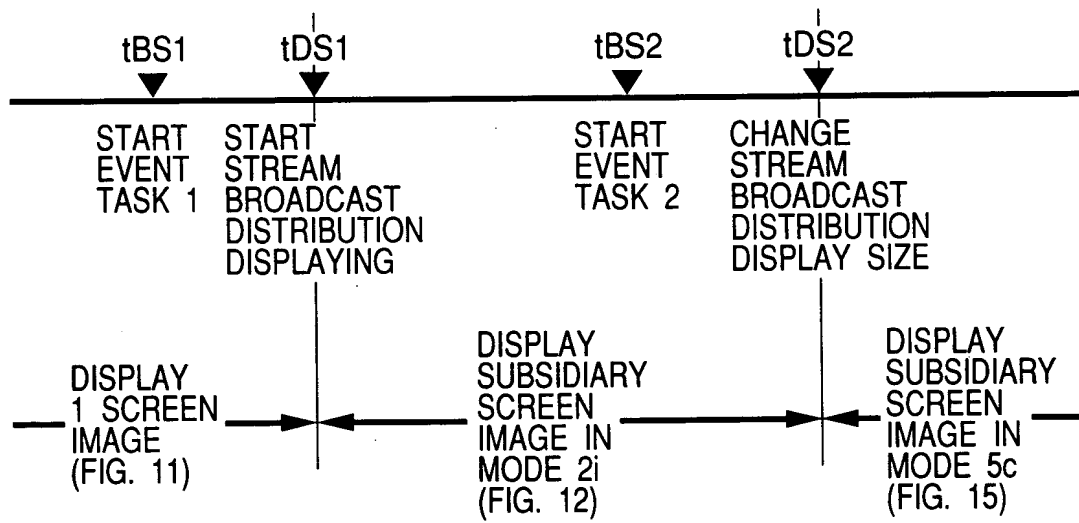 tBS1
tDS1
tBS2
tDS2
START
EVENT
TASK 1
START
STREAM
BROADCAST
DISTRIBUTION
DISPLAYING
START
EVENT
TASK 2
CHANGE
STREAM
BROADCAST
DISTRIBUTION
DISPLAY SIZE
DISPLAY
1 SCREEN
IMAGE
(FIG. 11)
DISPLAY
SUBSIDIARY
SCREEN
IMAGE IN
MODE 2i
(FIG. 12)
DISPLAY
SUBSIDIARY
SCREEN
IMAGE IN
MODE 5c
(FIG. 15)